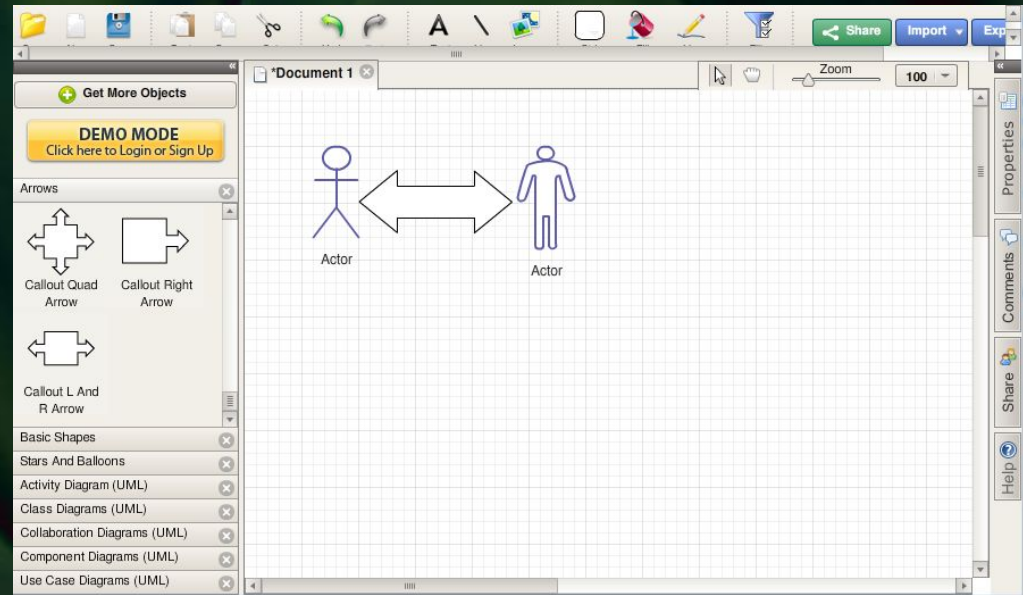 A
Share
Import
Exp
*Document 1
Zoom
100
Get More Objects
DEMO MODE
Click here to Login or Sign Up
Arrows
Callout Quad
Arrow
Callout Right
Arrow
Callout L And
R Arrow
Basic Shapes
Stars And Balloons
Activity Diagram (UML)
Class Diagrams (UML)
Collaboration Diagrams (UML)
Component Diagrams (UML)
Use Case Diagrams (UML)
Actor
Actor
Properties
Comments
Share
Help